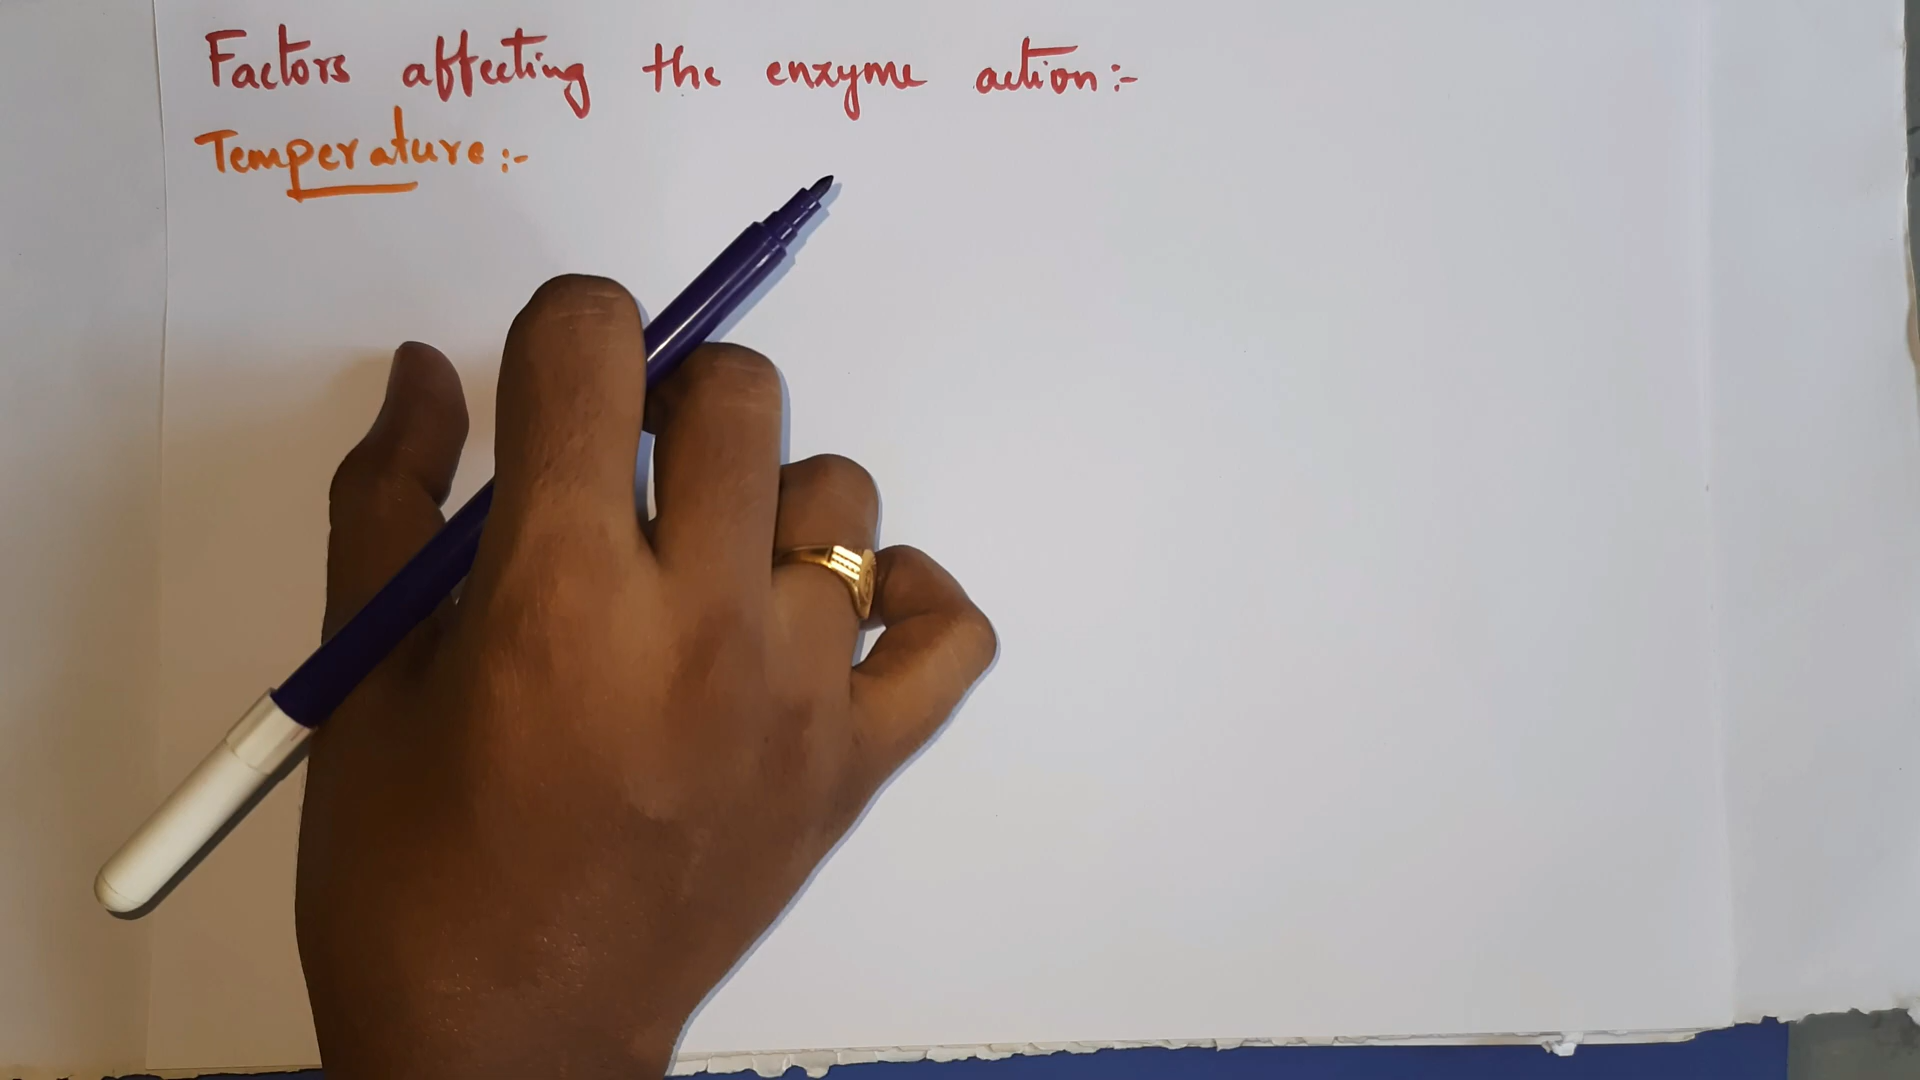 Factors affecting the enzyme action:-
Temperature:-